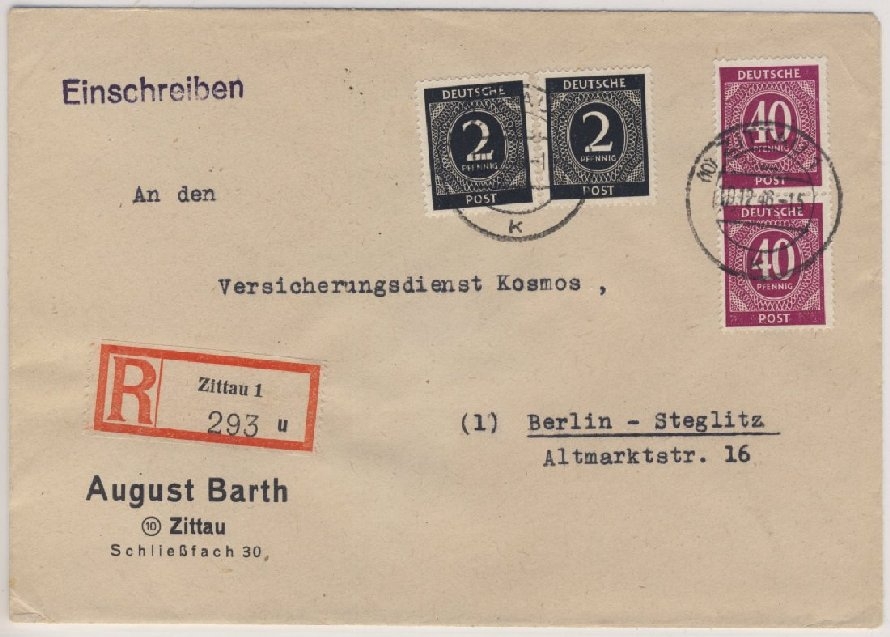 Einschreiben
DEUTSCHE
2
PFENNIG
POST
DEUTSCHE
2
PFENNIG
POST
k
DEUTSCHE
40
PFENNIG
POST
DEUTSCHE
40
PFENNIG
POST
An den
Versicherungsdienst Kosmos ,
R
Zittau 1
293 u
(1) Berlin - Steglitz
Altmarktstr. 16
August Barth
10 Zittau
Schließfach 30